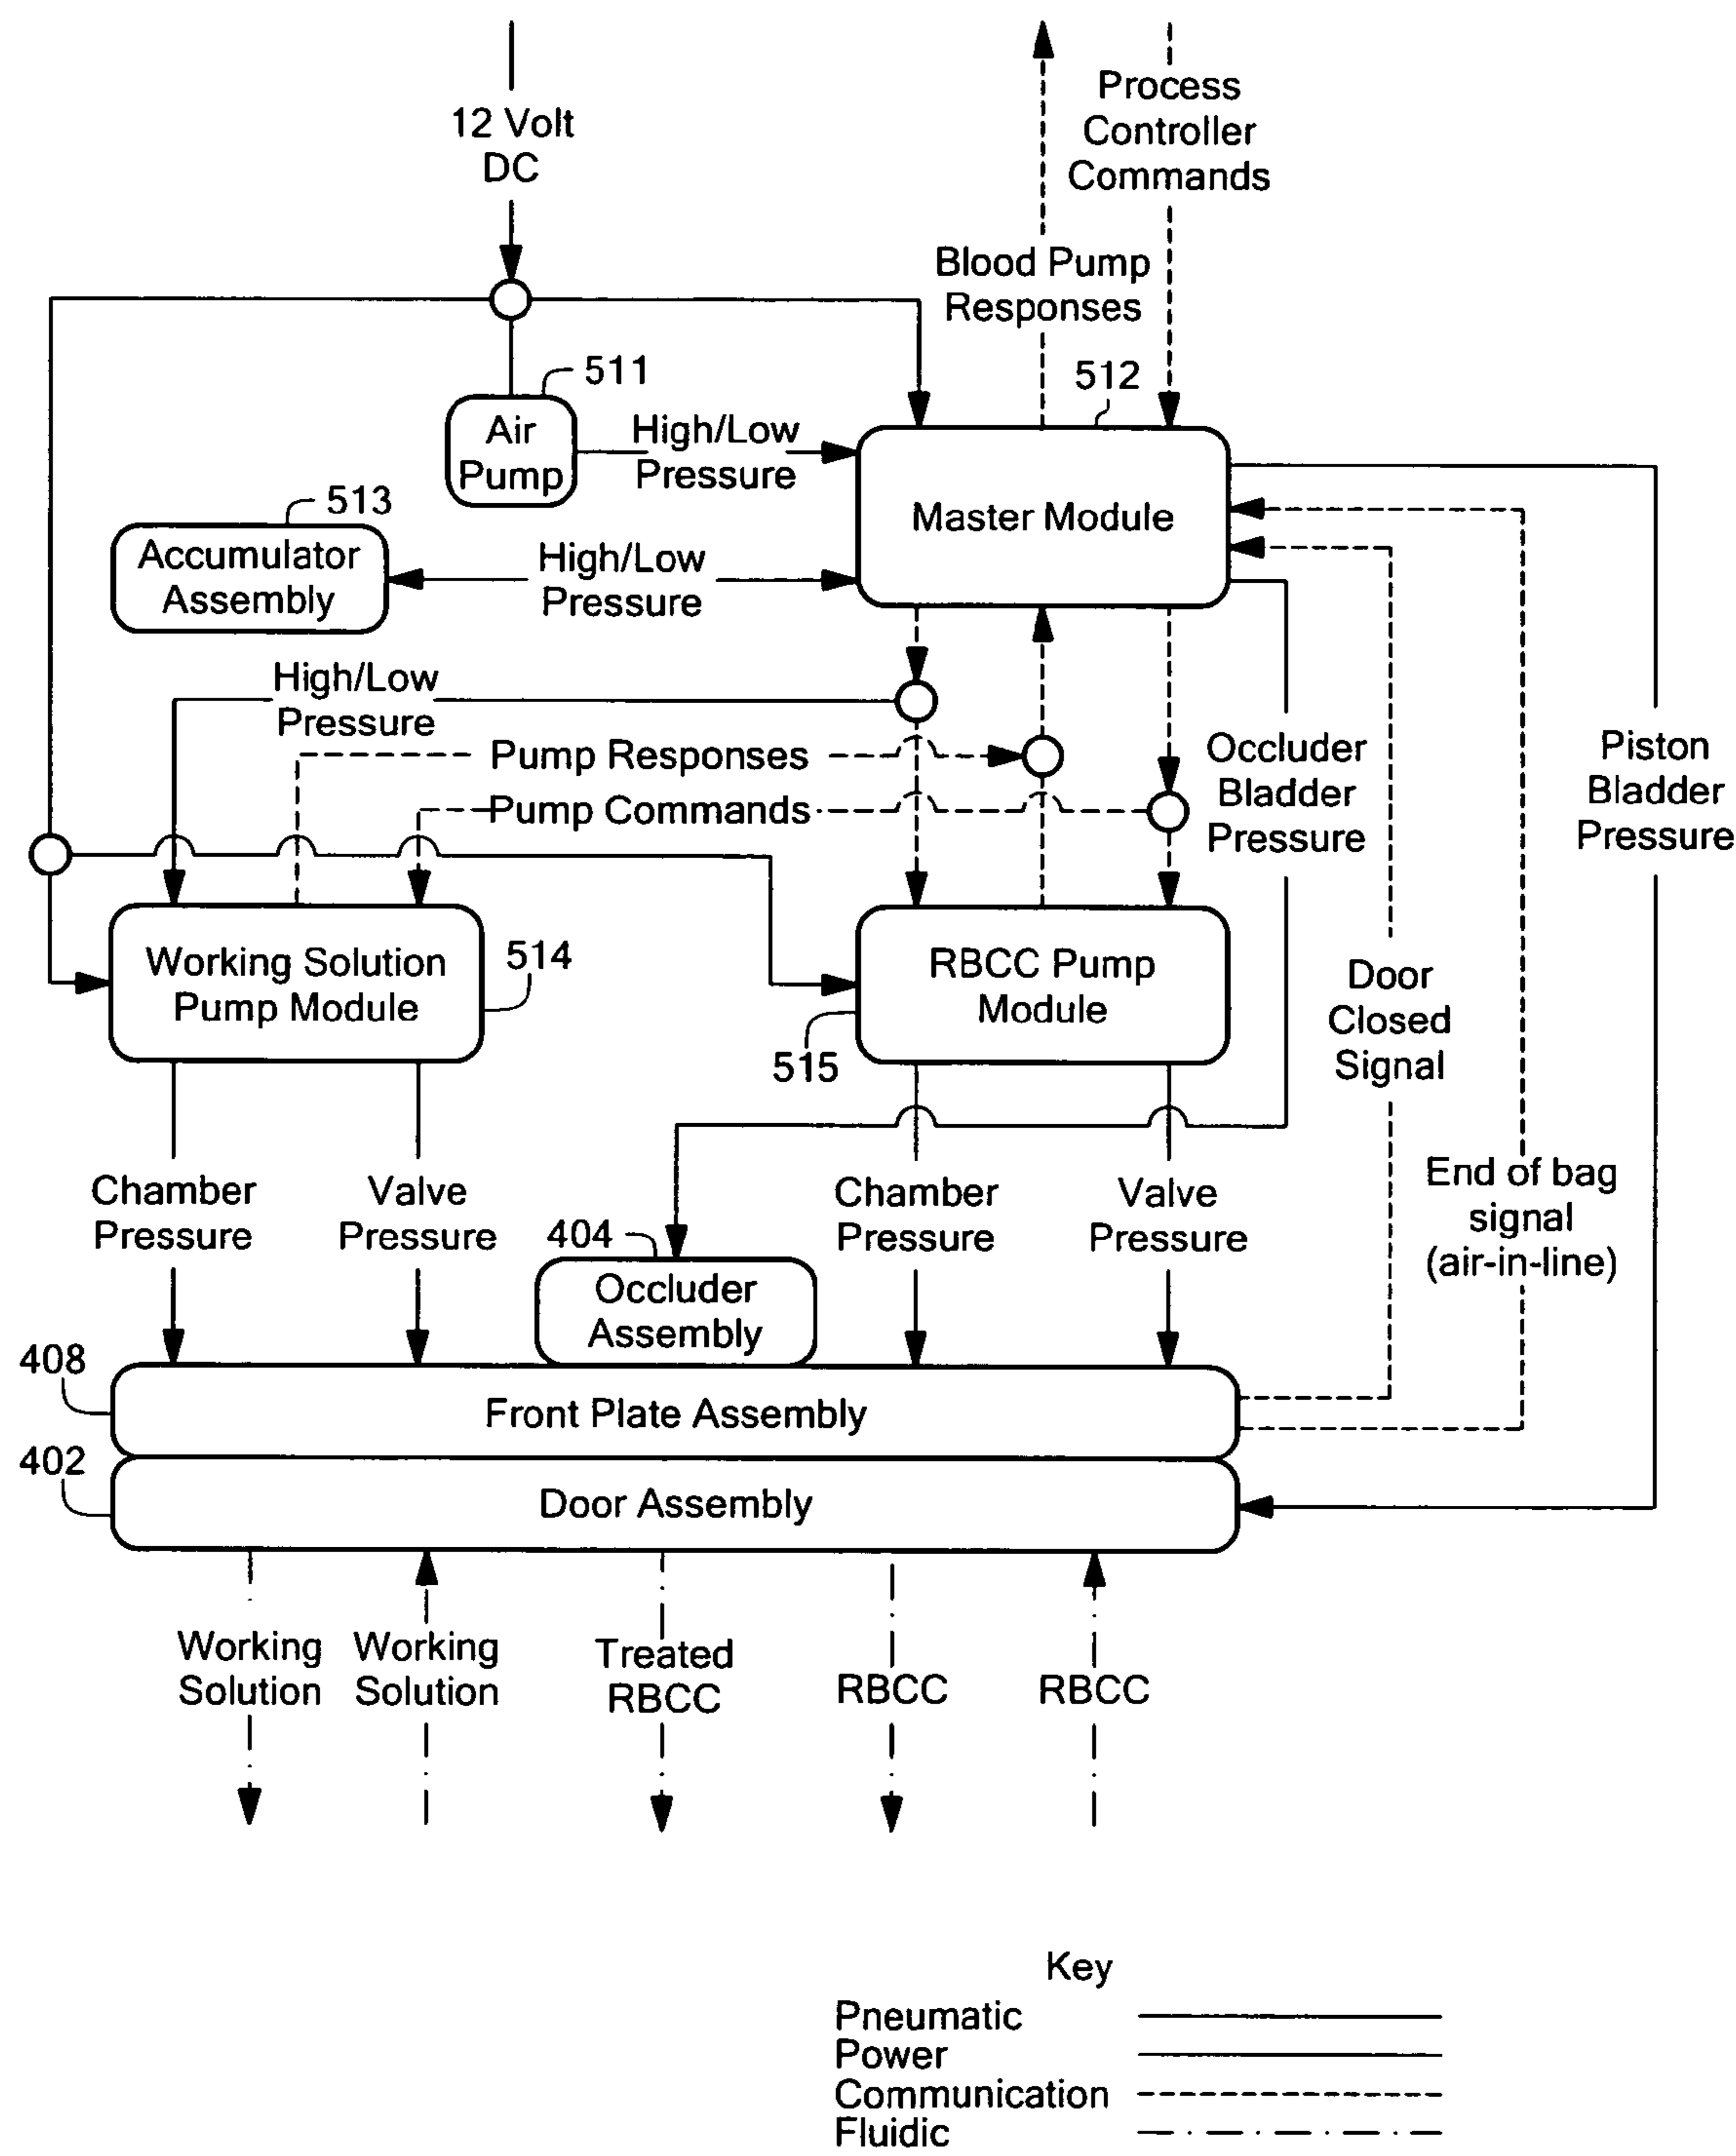 12 Volt
DC
Process
Controller
Commands
Blood Pump
Responses
511
512
Air
Pump
High/Low
Pressure
Master Module
513
Accumulator
Assembly
High/Low
Pressure
High/Low
Pressure
Pump Responses
Pump Commands
Occluder
Bladder
Pressure
Piston
Bladder
Pressure
Working Solution
Pump Module
514
RBCC Pump
Module
515
Door
Closed
Signal
End of bag
signal
(air-in-line)
Chamber
Pressure
Valve
Pressure
404
Occluder
Assembly
Chamber
Pressure
Valve
Pressure
408
Front Plate Assembly
402
Door Assembly
Working
Solution
Working
Solution
Treated
RBCC
RBCC
RBCC
Key
Pneumatic
Power
Communication
Fluidic